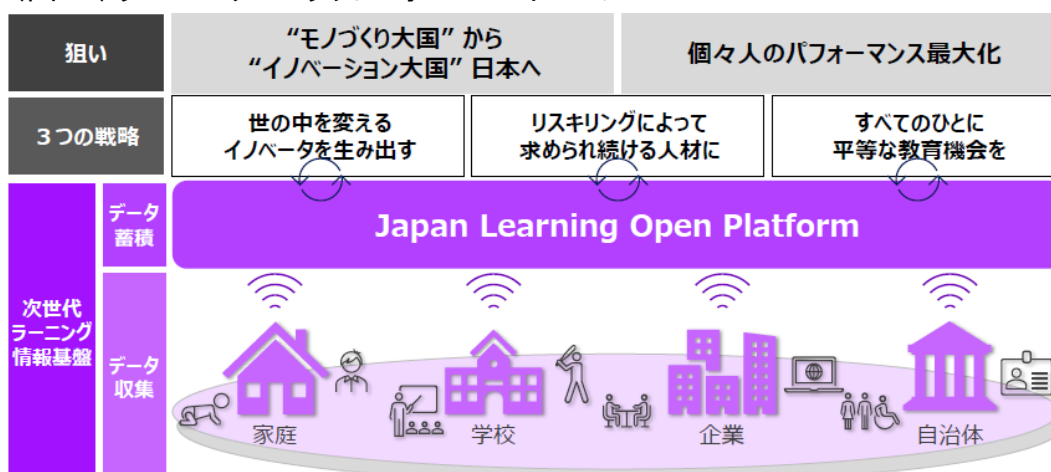 狙い
“モノづくり大国” から
“イノベーション大国” 日本へ
個々人のパフォーマンス最大化
3つの戦略
世の中を変える
イノベータを生み出す
リスキリングによって
求められ続ける人材に
すべてのひとに
平等な教育機会を
次世代
ラーニング
情報基盤
データ
蓄積
Japan Learning Open Platform
データ
収集
家庭
学校
企業
自治体